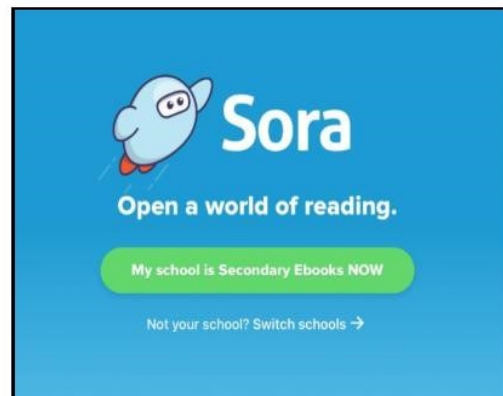 Sora
Open a world of reading.
My school is Secondary Ebooks NOW
Not your school? Switch schools →